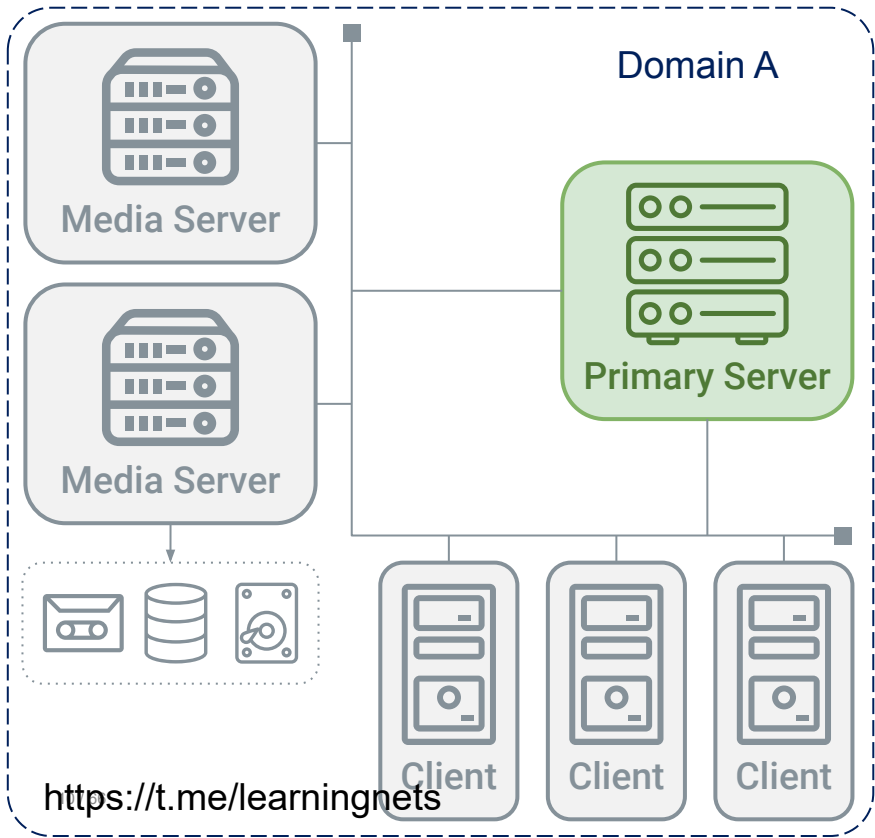 Domain A
Media Server
Primary Server
Media Server
Client
Client
Client
https://t.me/learningnets